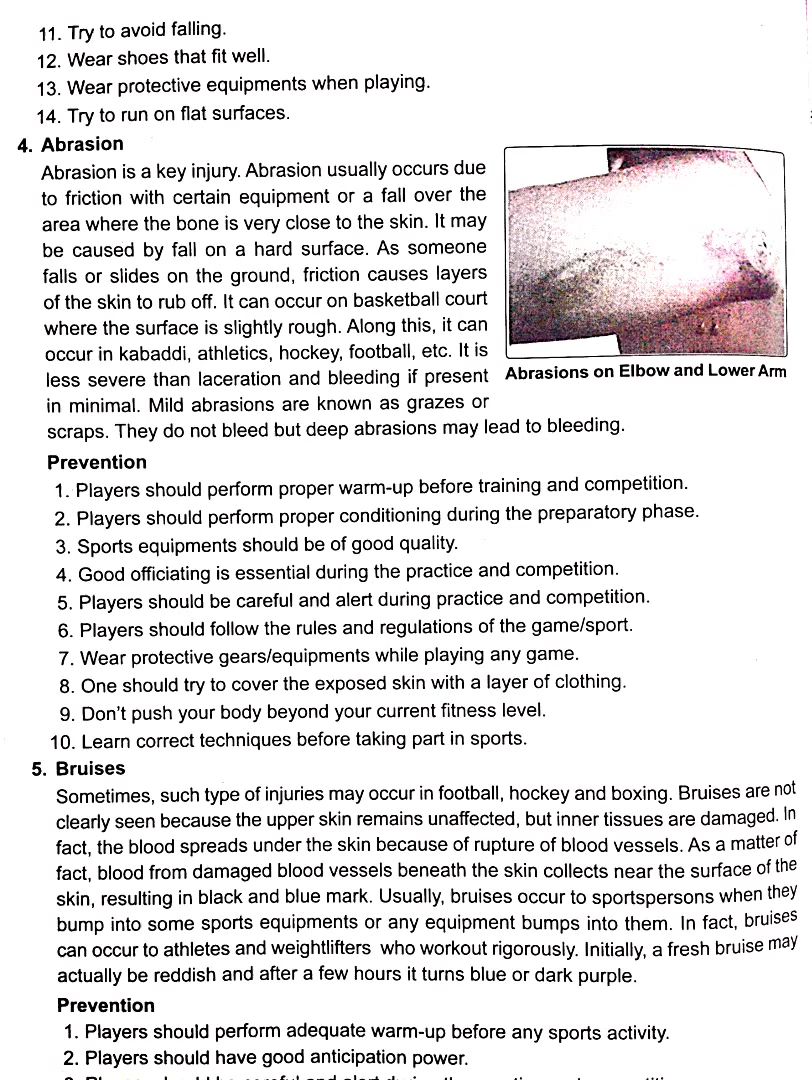 11. Try to avoid falling.
12. Wear shoes that fit well.
13. Wear protective equipments when playing.
14. Try to run on flat surfaces.
4. Abrasion
Abrasion is a key injury. Abrasion usually occurs due
to friction with certain equipment or a fall over the
area where the bone is very close to the skin. It may
be caused by fall on a hard surface. As someone
falls or slides on the ground, friction causes layers
of the skin to rub off. It can occur on basketball court
where the surface is slightly rough. Along this, it can
occur in kabaddi, athletics, hockey, football, etc. It is
less severe than laceration and bleeding if present
in minimal. Mild abrasions are known as grazes or
scraps. They do not bleed but deep abrasions may lead to bleeding.
Abrasions on Elbow and Lower Arm
Prevention
1. Players should perform proper warm-up before training and competition.
2. Players should perform proper conditioning during the preparatory phase.
3. Sports equipments should be of good quality.
4. Good officiating is essential during the practice and competition.
5. Players should be careful and alert during practice and competition.
6. Players should follow the rules and regulations of the game/sport.
7. Wear protective gears/equipments while playing any game.
8. One should try to cover the exposed skin with a layer of clothing.
9. Don't push your body beyond your current fitness level.
10. Learn correct techniques before taking part in sports.
5. Bruises
Sometimes, such type of injuries may occur in football, hockey and boxing. Bruises are not
clearly seen because the upper skin remains unaffected, but inner tissues are damaged. In
fact, the blood spreads under the skin because of rupture of blood vessels. As a matter of
fact, blood from damaged blood vessels beneath the skin collects near the surface of the
skin, resulting in black and blue mark. Usually, bruises occur to sportspersons when they
bump into some sports equipments or any equipment bumps into them. In fact, bruises
can occur to athletes and weightlifters who workout rigorously. Initially, a fresh bruise may
actually be reddish and after a few hours it turns blue or dark purple.
Prevention
1. Players should perform adequate warm-up before any sports activity.
2. Players should have good anticipation power.